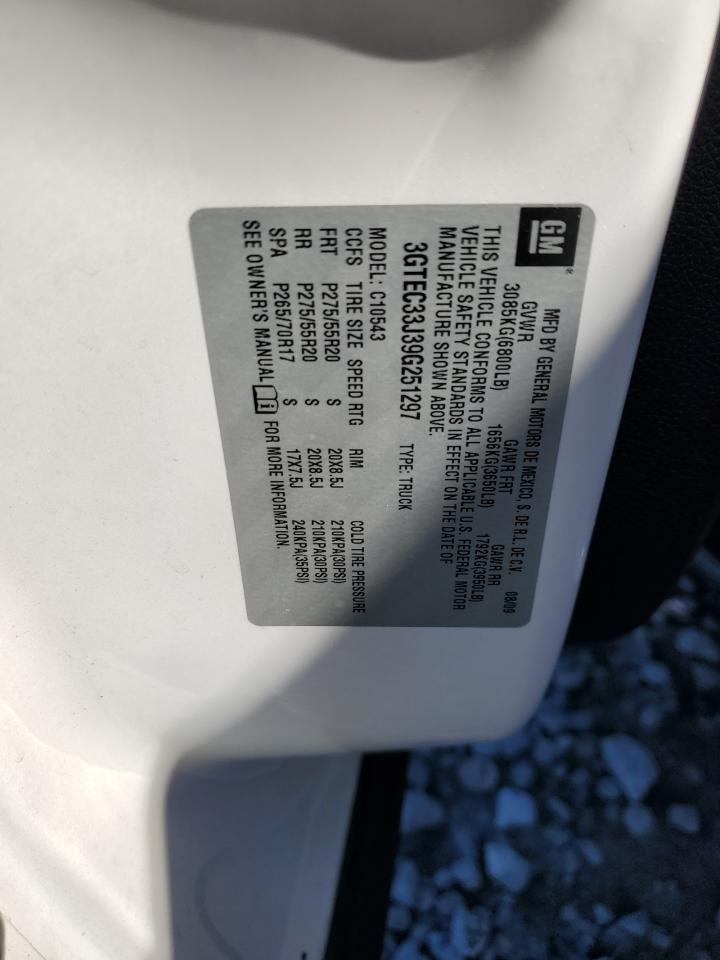 GM ®
MFD BY GENERAL MOTORS DE MEXICO, S. DE R.L. DE C.V. 08/09
GVWR GAWR FRT GAWR RR
3085KG(6800LB) 1656KG(3650LB) 1792KG(3950LB)
THIS VEHICLE CONFORMS TO ALL APPLICABLE U.S. FEDERAL MOTOR
VEHICLE SAFETY STANDARDS IN EFFECT ON THE DATE OF
MANUFACTURE SHOWN ABOVE.
3GTEC33J39G251297 TYPE: TRUCK
MODEL: C10543
CCFS TIRE SIZE SPEED RTG RIM COLD TIRE PRESSURE
FRT P275/55R20 S 20X8.5J 210KPA(30PSI)
RR P275/55R20 S 20X8.5J 210KPA(30PSI)
SPA P265/70R17 S 17X7.5J 240KPA(35PSI)
SEE OWNER'S MANUAL i FOR MORE INFORMATION.